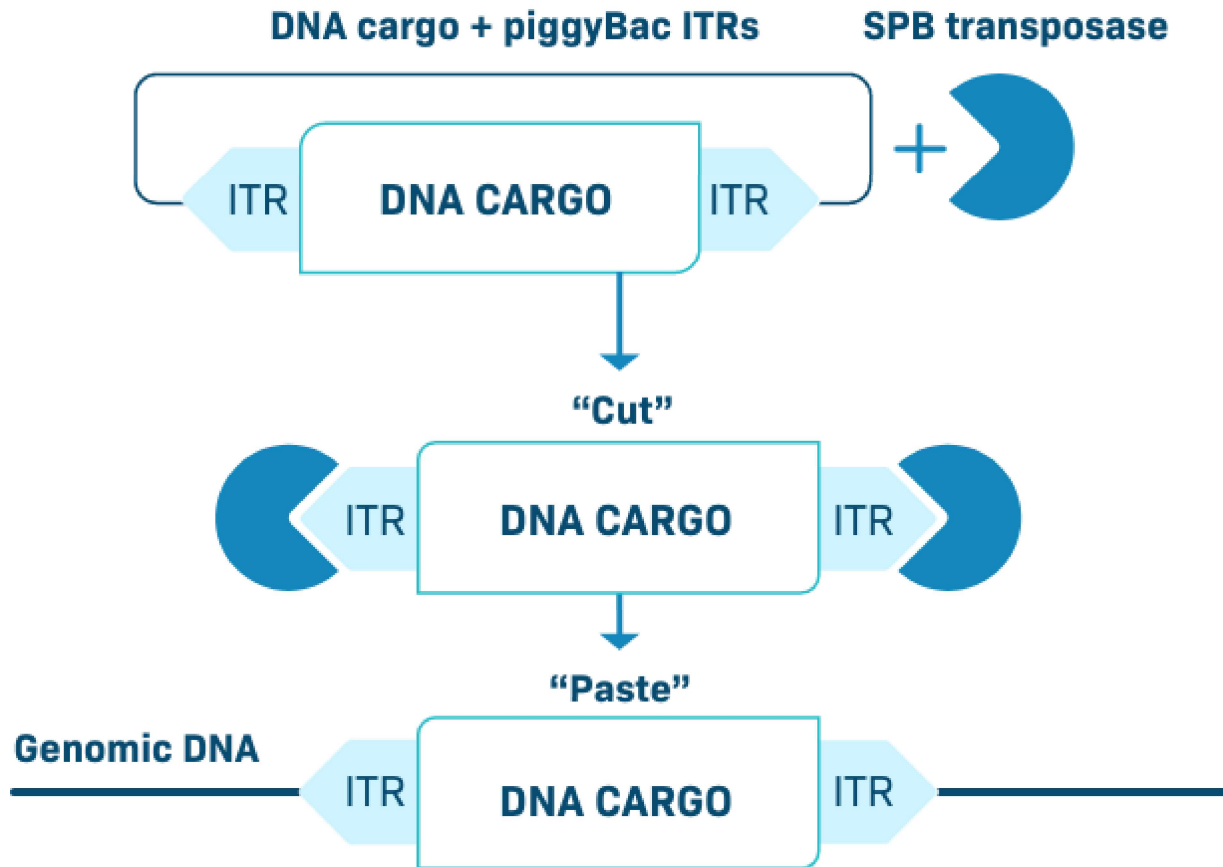 DNA cargo + piggyBac ITRs
SPB transposase
ITR
DNA CARGO
ITR
+
“Cut”
ITR
DNA CARGO
ITR
“Paste”
Genomic DNA
ITR
DNA CARGO
ITR